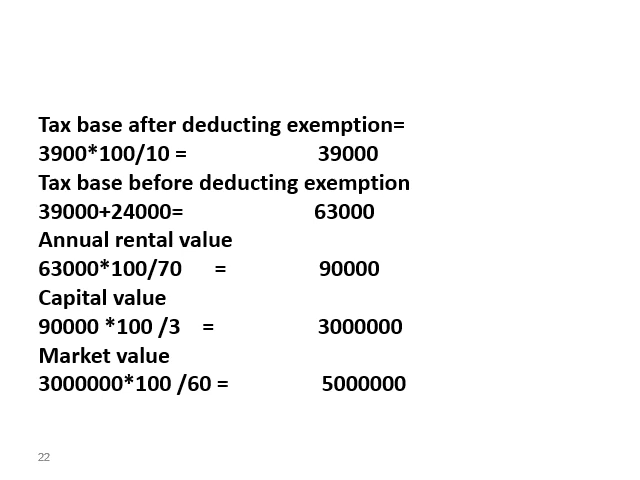 Tax base after deducting exemption=
3900*100/10 = 39000
Tax base before deducting exemption
39000+24000= 63000
Annual rental value
63000*100/70 = 90000
Capital value
90000 *100 /3 = 3000000
Market value
3000000*100 /60 = 5000000
22